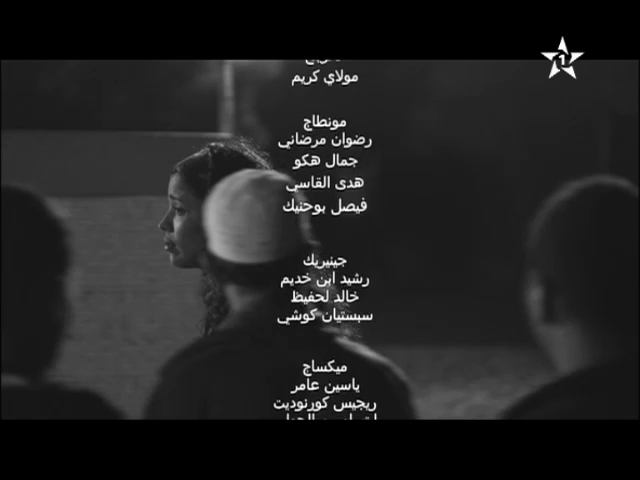 مولاي كريم
مونطاج
رضوان مرضاني
جمال هكو
هدى القاسي
فيصل بوحنيك
جينيريك
رشيد ابن خديم
خالد لحفيظ
سبستيان كوشي
ميكساج
ياسين عامر
ريجيس كورنوديت